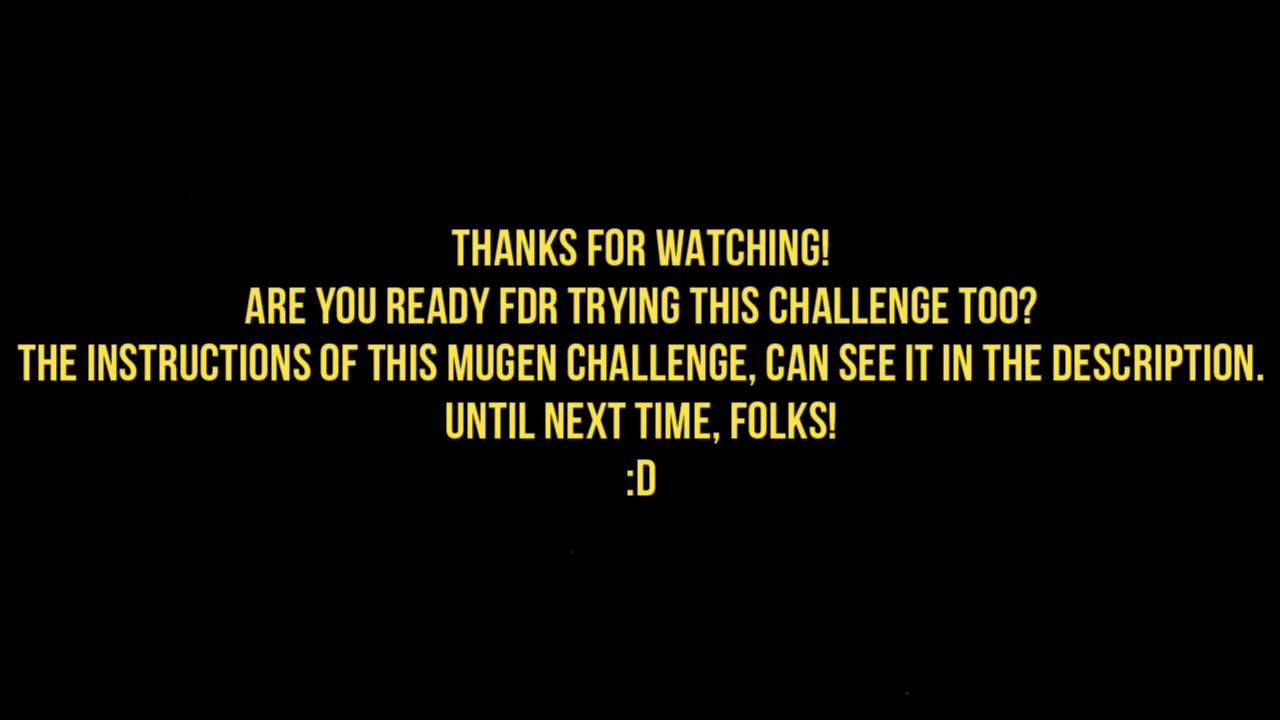 THANKS FOR WATCHING!
ARE YOU READY FDR TRYING THIS CHALLENGE TOO?
THE INSTRUCTIONS OF THIS MUGEN CHALLENGE, CAN SEE IT IN THE DESCRIPTION.
UNTIL NEXT TIME, FOLKS!
:D